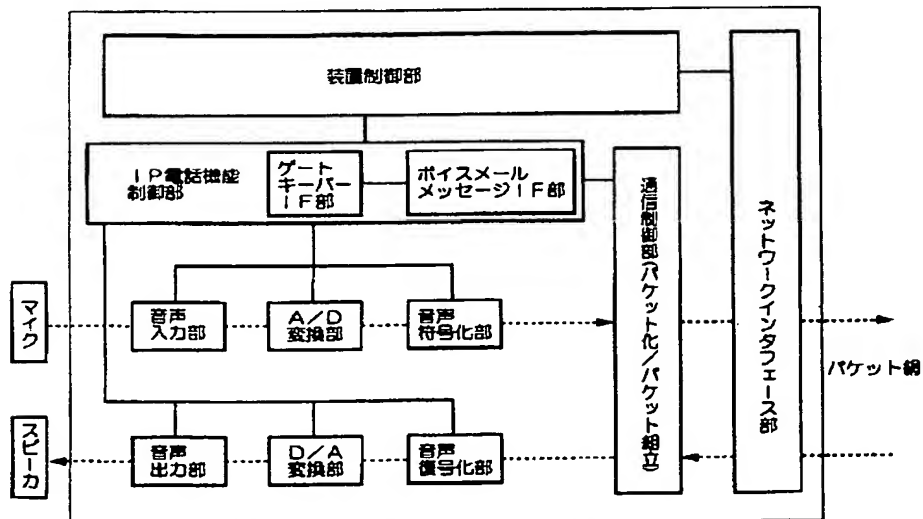 装置制御部
IP電話機能
制御部
ゲート
キーパー
IF部
ボイスメール
メッセージIF部
通信制御部(パケット化/パケット組立)
ネットワークインタフェース部
マイク
音声
入力部
A/D
変換部
音声
符号化部
パケット網
スピーカ
音声
出力部
D/A
変換部
音声
復号化部